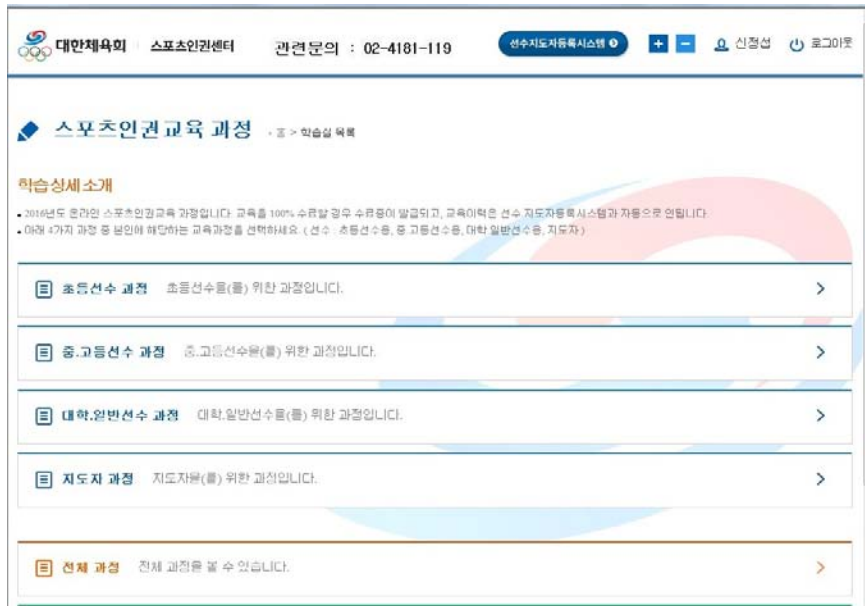 대한체육회 스포츠인권센터 관련문의 : 02-4181-119 선수지도자등록시스템 + - 신정섭 로그아웃
스포츠인권교육 과정 홈 > 학습실 목록
학습상세소개
2016년도 온라인 스포츠인권교육 과정입니다. 교육을 100% 수료할 경우 수료증이 발급되고, 교육이력은 선수 지도자등록시스템과 자동으로 연됩니다.
아래 4가지 과정 중 본인에 해당하는 교육과정을 선택하세요. ( 선수 : 초등선수용, 중 고등선수용, 대학 일반선수용, 지도자 )
초등선수 과정 초등선수을(를) 위한 과정입니다.
중.고등선수 과정 중.고등선수을(를) 위한 과정입니다.
대학.일반선수 과정 대학.일반선수을(를) 위한 과정입니다.
지도자 과정 지도자을(를) 위한 과정입니다.
전체 과정 전체 과정을 볼 수 있습니다.